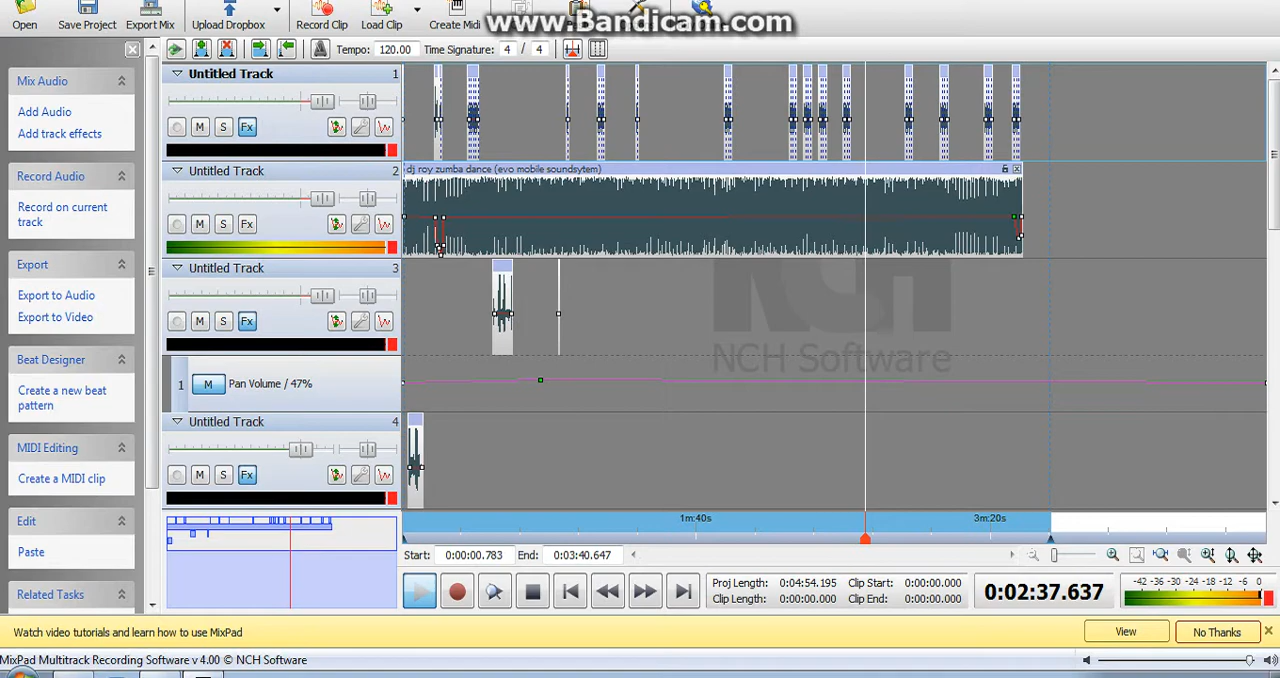 www.Bandicam.com
Open Save Project Export Mix Upload Dropbox Record Clip Load Clip Create Midi
Tempo: 120.00 Time Signature: 4 / 4
Mix Audio
Add Audio
Add track effects
Record Audio
Record on current
track
Export
Export to Audio
Export to Video
Beat Designer
Create a new beat
pattern
MIDI Editing
Create a MIDI clip
Edit
Paste
Related Tasks
Untitled Track 1
M S Fx
Untitled Track 2
M S Fx
dj roy zumba dance (evo mobile soundsytem)
Untitled Track 3
M S Fx
NCH
NCH Software
1 M Pan Volume / 47%
Untitled Track 4
M S Fx
1m:40s 3m:20s
Start: 0:00:00.783 End: 0:03:40.647
Proj Length: 0:04:54.195 Clip Start: 0:00:00.000
Clip Length: 0:00:00.000 Clip End: 0:00:00.000
0:02:37.637
-42 -36 -30 -24 -18 -12 -6 0
Watch video tutorials and learn how to use MixPad
View No Thanks
MixPad Multitrack Recording Software v 4.00 © NCH Software